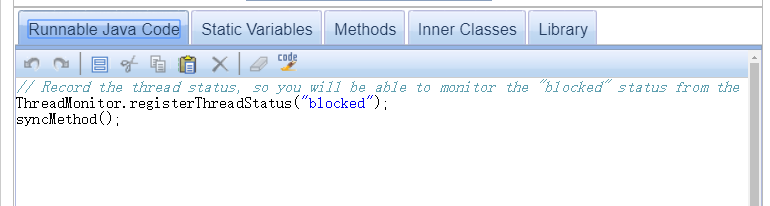 Runnable Java Code Static Variables Methods Inner Classes Library
code
// Record the thread status, so you will be able to monitor the "blocked" status from the
ThreadMonitor.registerThreadStatus("blocked");
syncMethod();